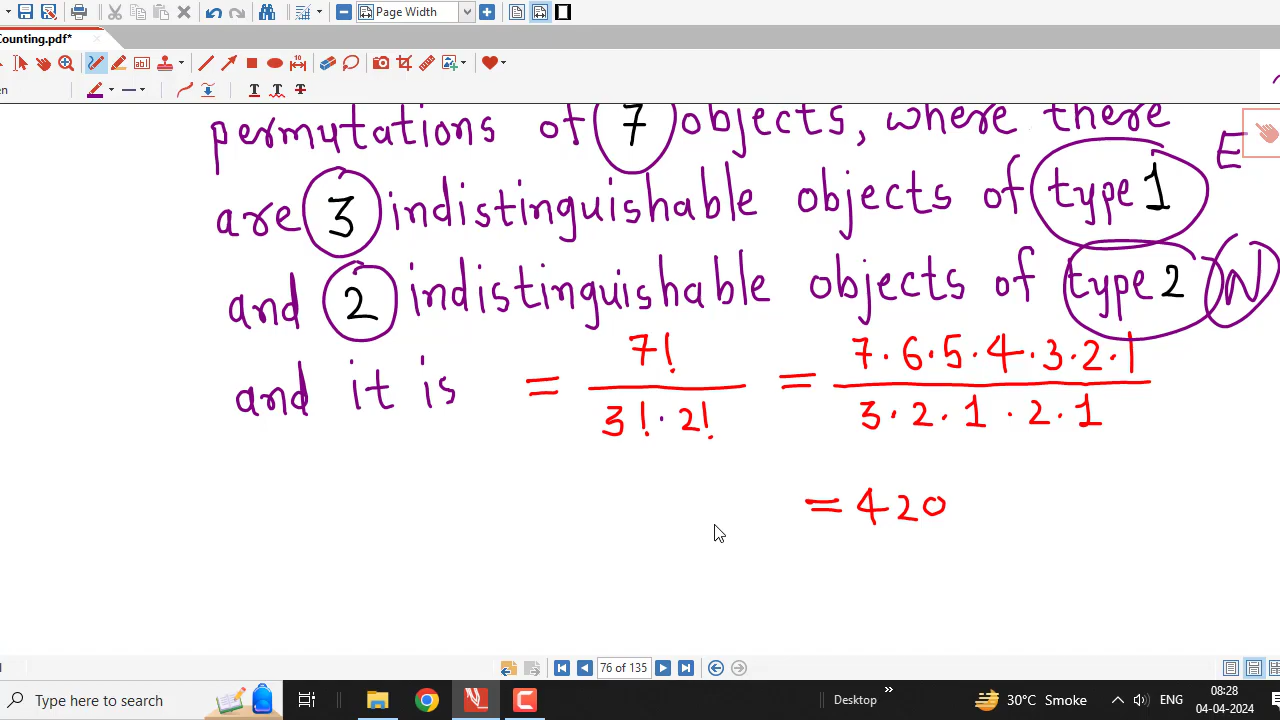 Page Width
Counting.pdf*
permutations of 7 objects, where there
E
are 3 indistinguishable objects of type 1
and 2 indistinguishable objects of type 2 N
and it is = 7! / 3! · 2! = 7 · 6 · 5 · 4 · 3 · 2 · 1 / 3 · 2 · 1 · 2 · 1
= 420
76 of 135
Type here to search
Desktop
30°C Smoke
ENG
08:28
04-04-2024